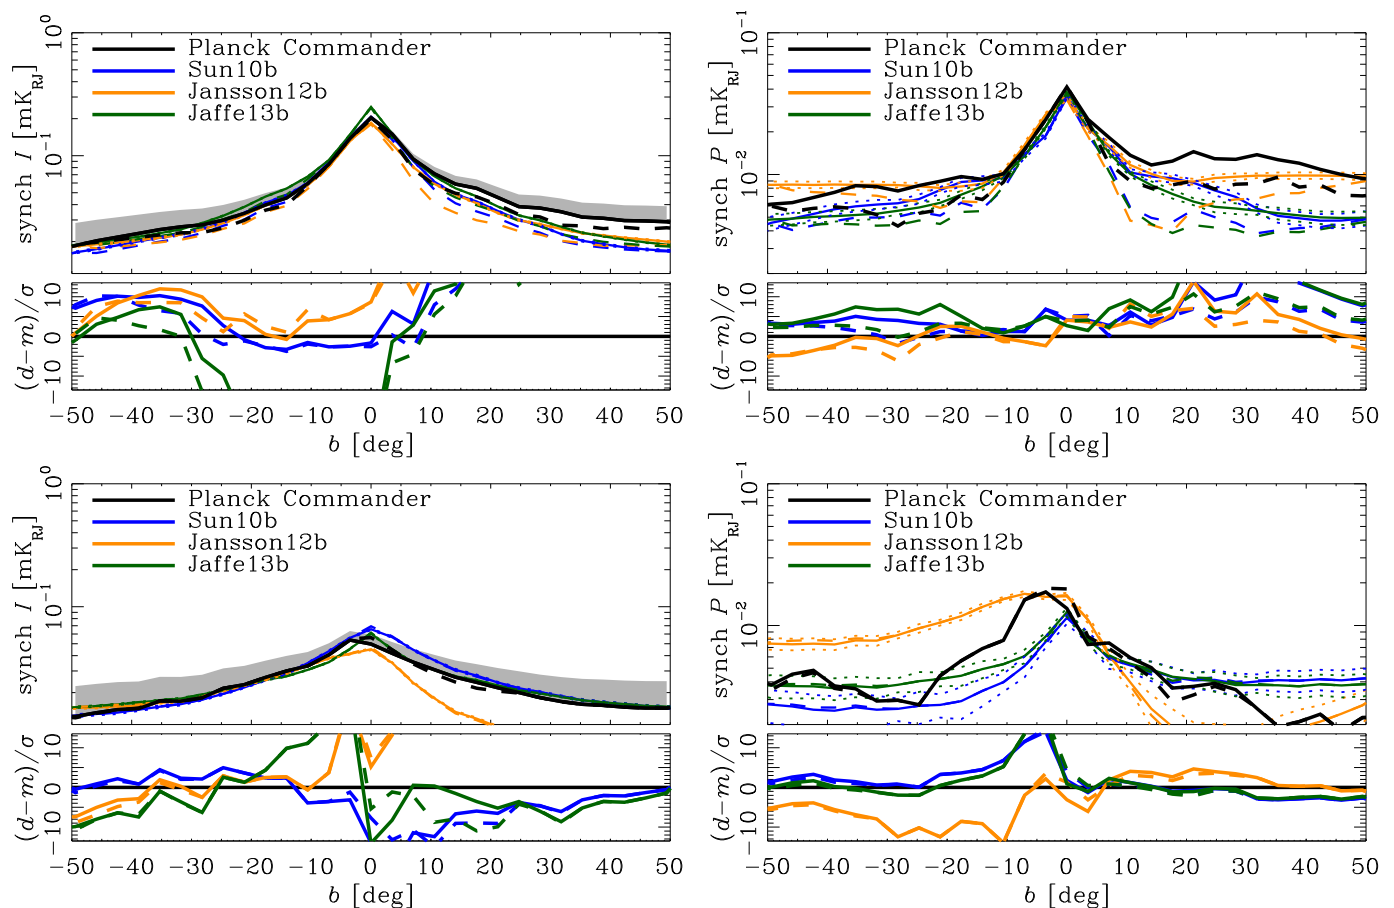 synch I [mK_RJ]
10^0
10^-1
Planck Commander
Sun10b
Jansson12b
Jaffe13b
(d−m)/σ
10
0
−10
−50 −40 −30 −20 −10 0 10 20 30 40 50
b [deg]
synch P [mK_RJ]
10^-1
10^-2
Planck Commander
Sun10b
Jansson12b
Jaffe13b
(d−m)/σ
10
0
−10
−50 −40 −30 −20 −10 0 10 20 30 40 50
b [deg]
synch I [mK_RJ]
10^0
10^-1
Planck Commander
Sun10b
Jansson12b
Jaffe13b
(d−m)/σ
10
0
−10
−50 −40 −30 −20 −10 0 10 20 30 40 50
b [deg]
synch P [mK_RJ]
10^-1
10^-2
Planck Commander
Sun10b
Jansson12b
Jaffe13b
(d−m)/σ
10
0
−10
−50 −40 −30 −20 −10 0 10 20 30 40 50
b [deg]